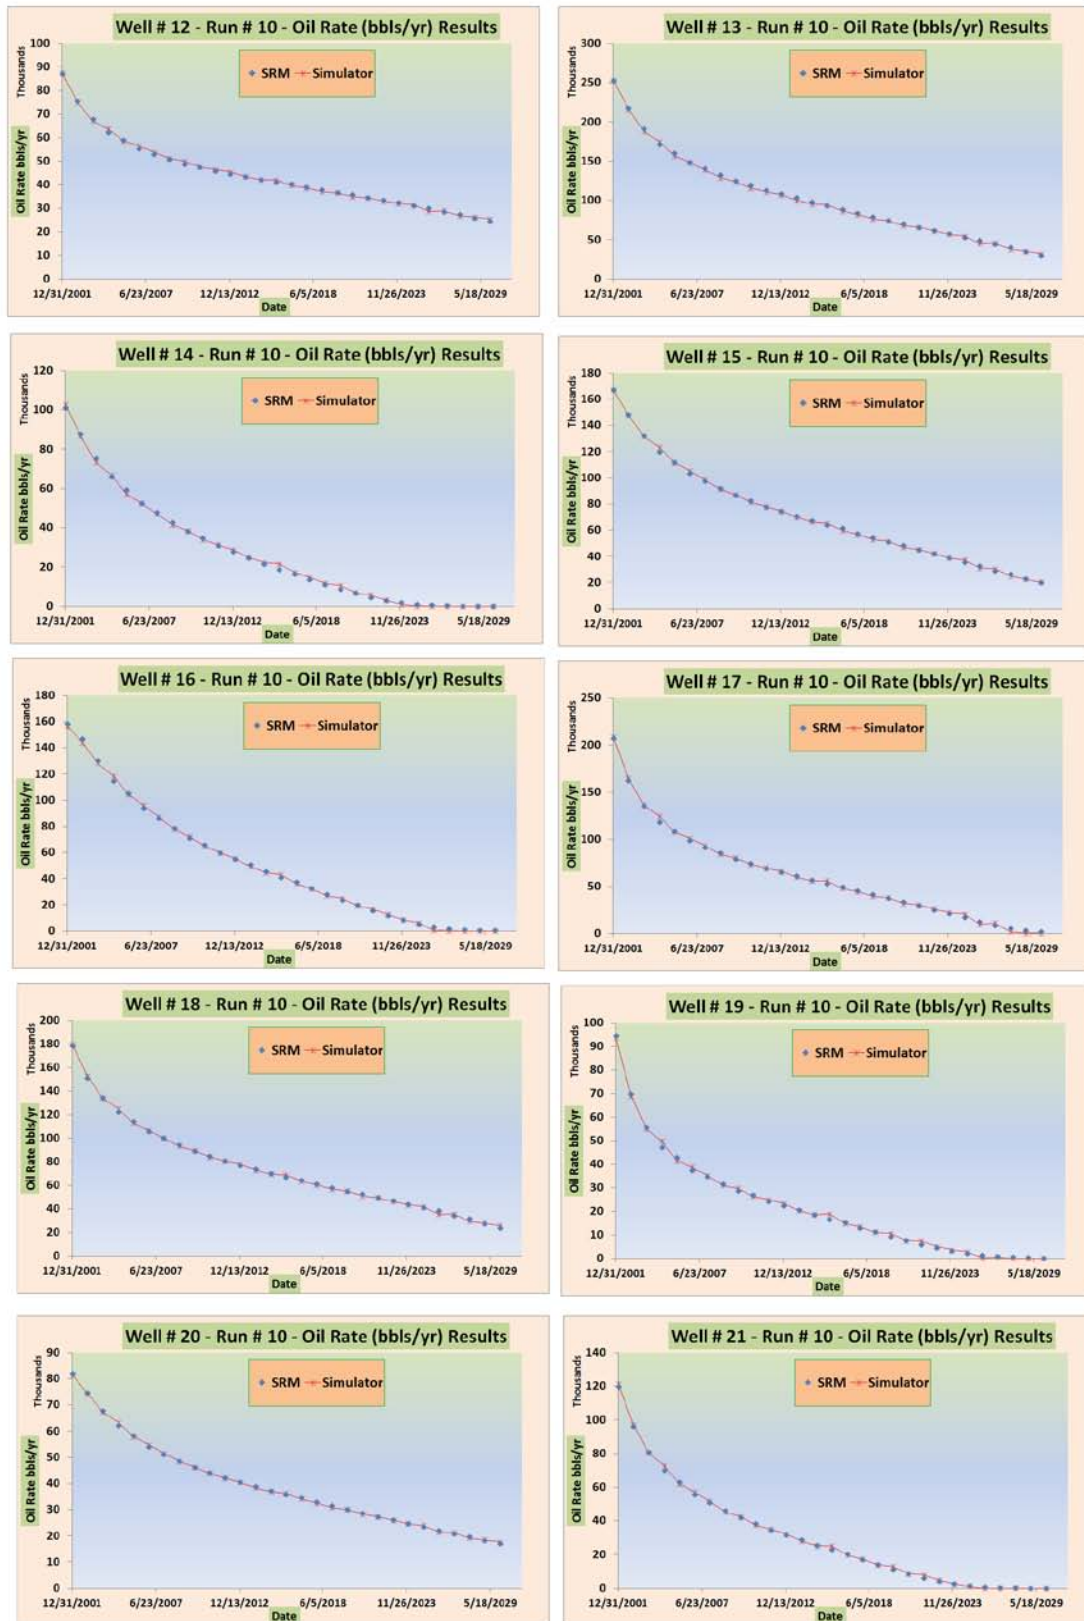 Well # 12 - Run # 10 - Oil Rate (bbls/yr) Results
Thousands
Oil Rate bbls/yr
SRM Simulator
100
90
80
70
60
50
40
30
20
10
0
12/31/2001 6/23/2007 12/13/2012 6/5/2018 11/26/2023 5/18/2029
Date
Well # 13 - Run # 10 - Oil Rate (bbls/yr) Results
Thousands
Oil Rate bbls/yr
SRM Simulator
300
250
200
150
100
50
0
12/31/2001 6/23/2007 12/13/2012 6/5/2018 11/26/2023 5/18/2029
Date
Well # 14 - Run # 10 - Oil Rate (bbls/yr) Results
Thousands
Oil Rate bbls/yr
SRM Simulator
120
100
80
60
40
20
0
12/31/2001 6/23/2007 12/13/2012 6/5/2018 11/26/2023 5/18/2029
Date
Well # 15 - Run # 10 - Oil Rate (bbls/yr) Results
Thousands
Oil Rate bbls/yr
SRM Simulator
180
160
140
120
100
80
60
40
20
0
12/31/2001 6/23/2007 12/13/2012 6/5/2018 11/26/2023 5/18/2029
Date
Well # 16 - Run # 10 - Oil Rate (bbls/yr) Results
Thousands
Oil Rate bbls/yr
SRM Simulator
180
160
140
120
100
80
60
40
20
0
12/31/2001 6/23/2007 12/13/2012 6/5/2018 11/26/2023 5/18/2029
Date
Well # 17 - Run # 10 - Oil Rate (bbls/yr) Results
Thousands
Oil Rate bbls/yr
SRM Simulator
250
200
150
100
50
0
12/31/2001 6/23/2007 12/13/2012 6/5/2018 11/26/2023 5/18/2029
Date
Well # 18 - Run # 10 - Oil Rate (bbls/yr) Results
Thousands
Oil Rate bbls/yr
SRM Simulator
200
180
160
140
120
100
80
60
40
20
0
12/31/2001 6/23/2007 12/13/2012 6/5/2018 11/26/2023 5/18/2029
Date
Well # 19 - Run # 10 - Oil Rate (bbls/yr) Results
Thousands
Oil Rate bbls/yr
SRM Simulator
100
90
80
70
60
50
40
30
20
10
0
12/31/2001 6/23/2007 12/13/2012 6/5/2018 11/26/2023 5/18/2029
Date
Well # 20 - Run # 10 - Oil Rate (bbls/yr) Results
Thousands
Oil Rate bbls/yr
SRM Simulator
90
80
70
60
50
40
30
20
10
0
12/31/2001 6/23/2007 12/13/2012 6/5/2018 11/26/2023 5/18/2029
Date
Well # 21 - Run # 10 - Oil Rate (bbls/yr) Results
Thousands
Oil Rate bbls/yr
SRM Simulator
140
120
100
80
60
40
20
0
12/31/2001 6/23/2007 12/13/2012 6/5/2018 11/26/2023 5/18/2029
Date